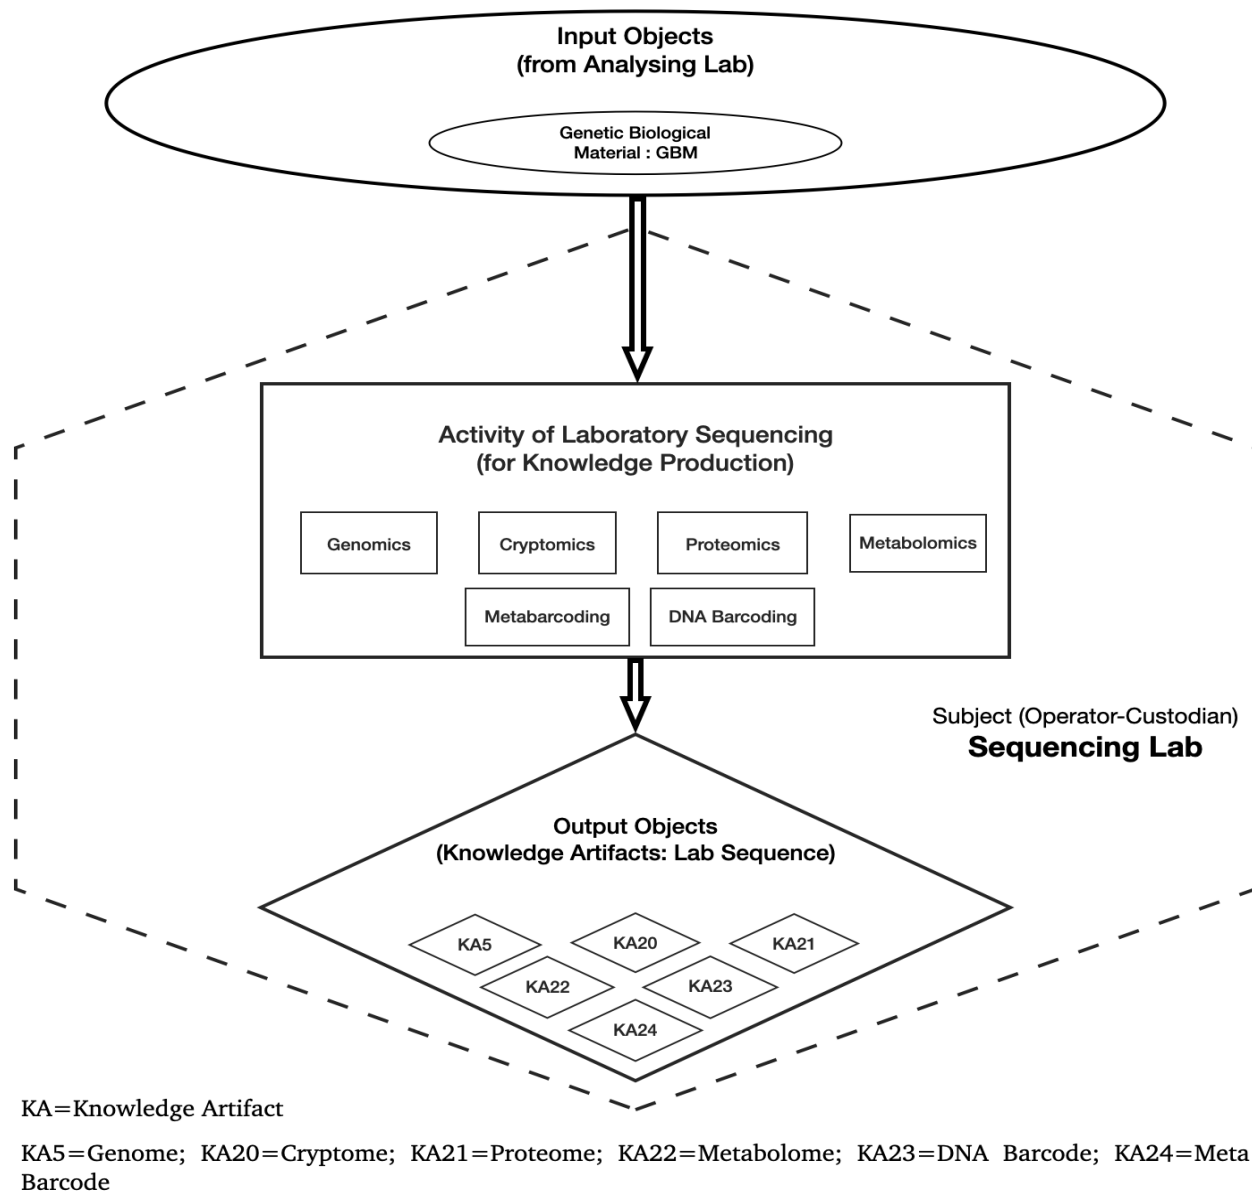 Input Objects
(from Analysing Lab)
Genetic Biological
Material : GBM
Activity of Laboratory Sequencing
(for Knowledge Production)
Genomics
Cryptomics
Proteomics
Metabolomics
Metabarcoding
DNA Barcoding
Subject (Operator-Custodian)
Sequencing Lab
Output Objects
(Knowledge Artifacts: Lab Sequence)
KA5
KA20
KA21
KA22
KA23
KA24
KA=Knowledge Artifact
KA5=Genome; KA20=Cryptome; KA21=Proteome; KA22=Metabolome; KA23=DNA Barcode; KA24=Meta
Barcode